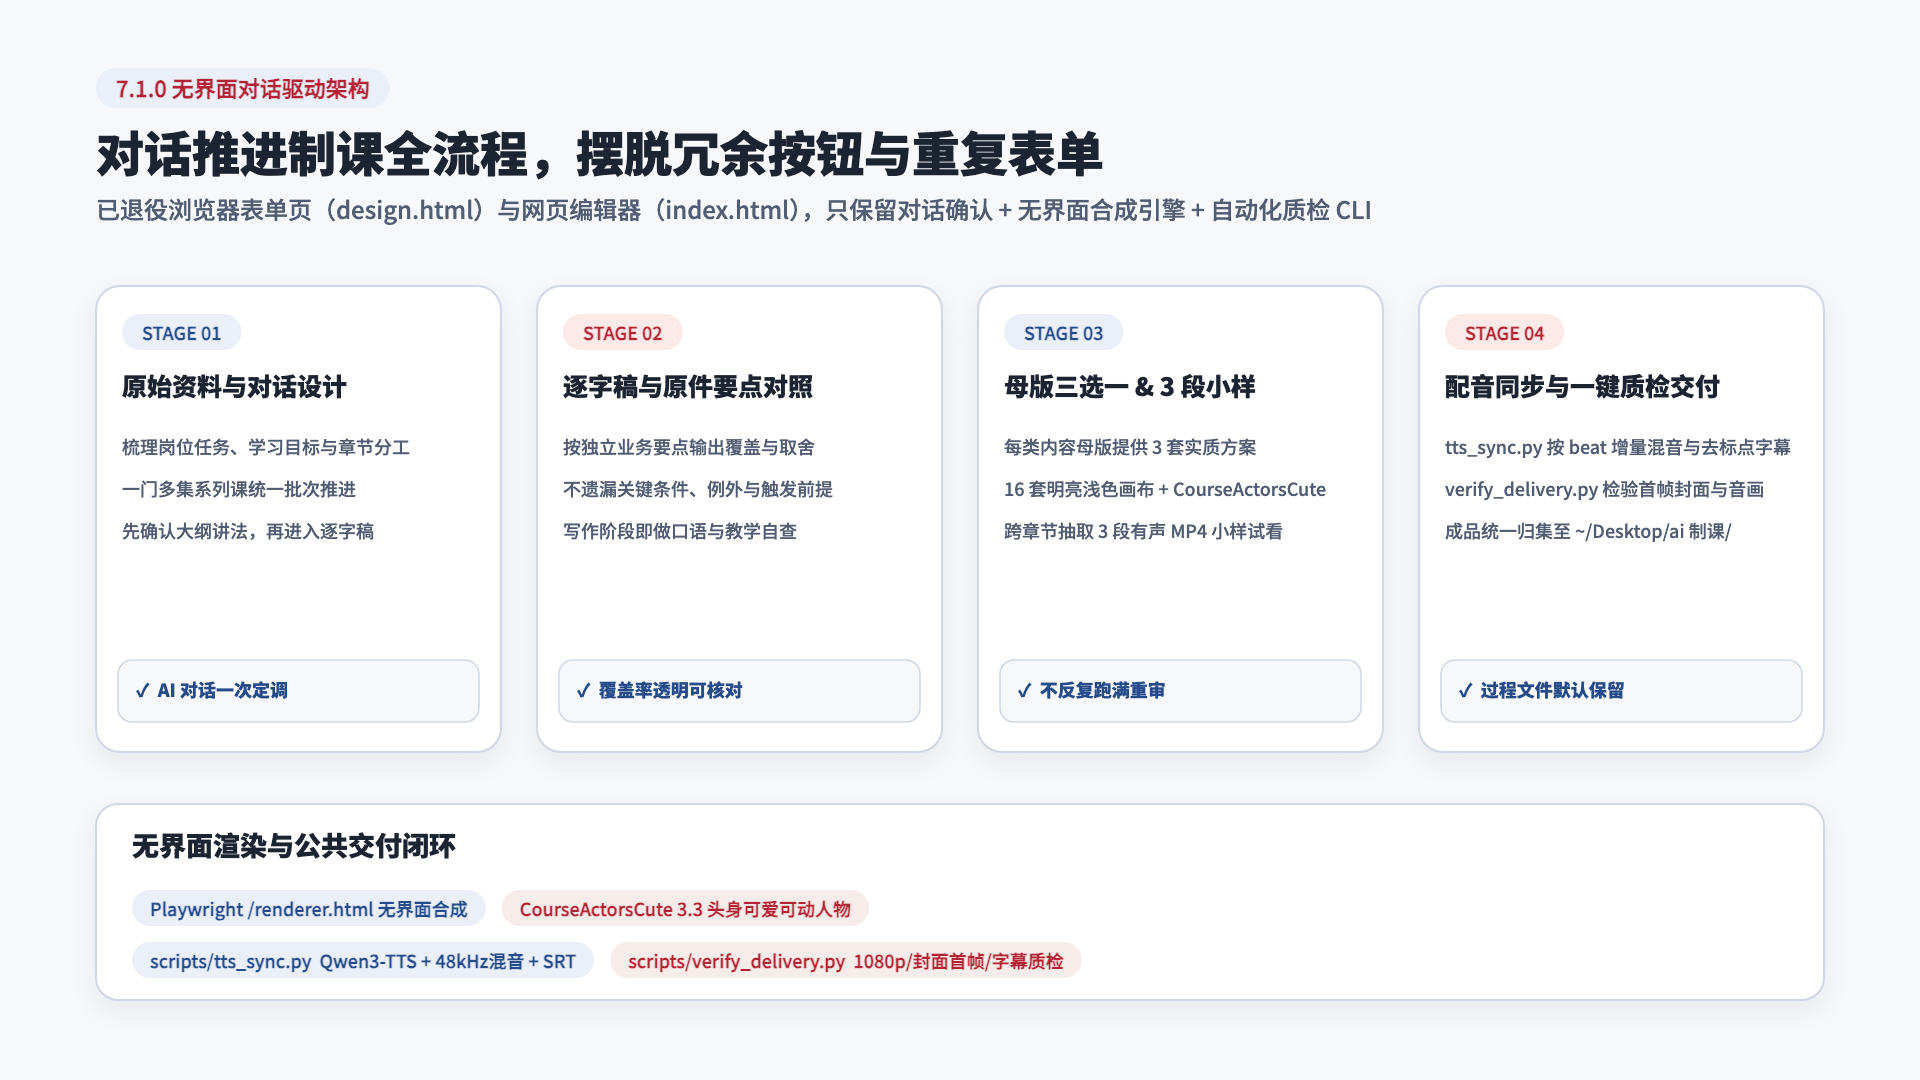 7.1.0 无界面对话驱动架构
对话推进制课全流程，摆脱冗余按钮与重复表单
已退役浏览器表单页（design.html）与网页编辑器（index.html），只保留对话确认 + 无界面合成引擎 + 自动化质检 CLI
STAGE 01
原始资料与对话设计
梳理岗位任务、学习目标与章节分工
一门多集系列课统一批次推进
先确认大纲讲法，再进入逐字稿
✓ AI 对话一次定调
STAGE 02
逐字稿与原件要点对照
按独立业务要点输出覆盖与取舍
不遗漏关键条件、例外与触发前提
写作阶段即做口语与教学自查
✓ 覆盖率透明可核对
STAGE 03
母版三选一 & 3 段小样
每类内容母版提供 3 套实质方案
16 套明亮浅色画布 + CourseActorsCute
跨章节抽取 3 段有声 MP4 小样试看
✓ 不反复跑满重审
STAGE 04
配音同步与一键质检交付
tts_sync.py 按 beat 增量混音与去标点字幕
verify_delivery.py 检验首帧封面与音画
成品统一归集至 ~/Desktop/ai 制课/
✓ 过程文件默认保留
无界面渲染与公共交付闭环
Playwright /renderer.html 无界面合成
CourseActorsCute 3.3 头身可爱可动人物
scripts/tts_sync.py Qwen3-TTS + 48kHz混音 + SRT
scripts/verify_delivery.py 1080p/封面首帧/字幕质检